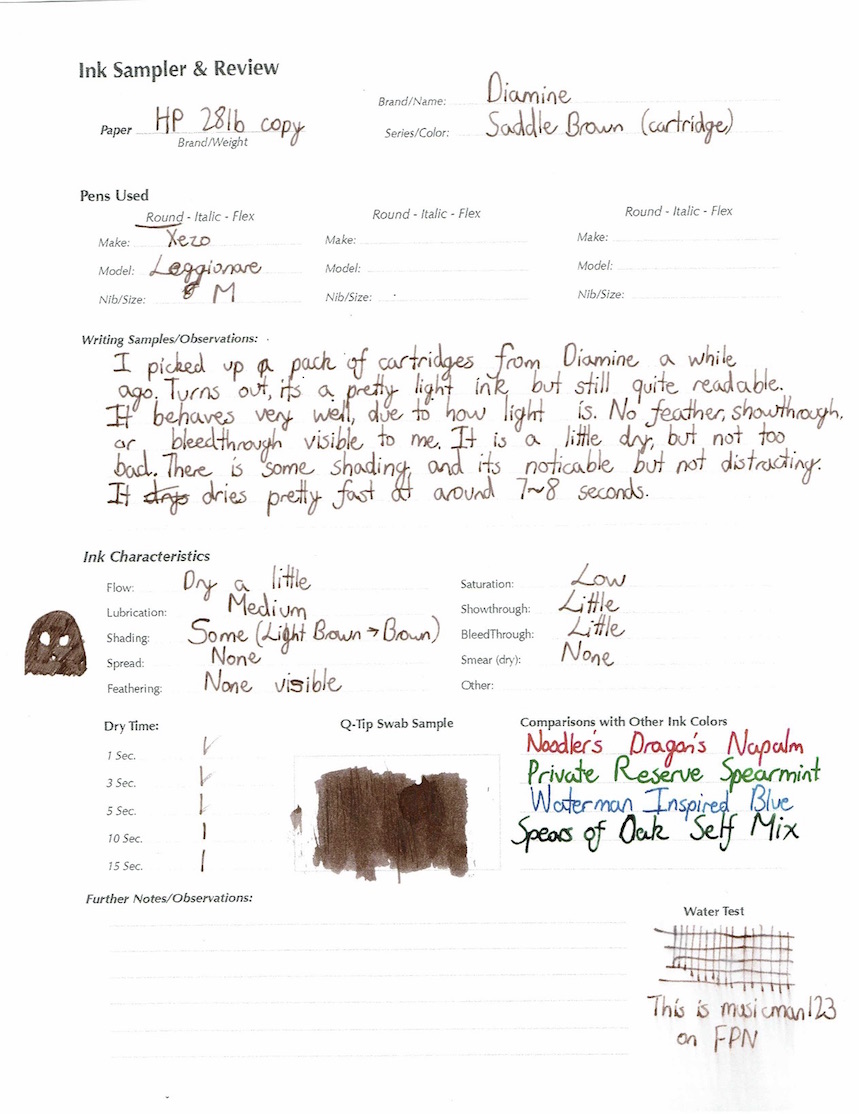 Ink Sampler & Review
Brand/Name: Diamine
Paper HP 28lb copy
Brand/Weight
Series/Color: Saddle Brown (cartridge)
Pens Used
Round - Italic - Flex
Make: Xezo
Model: Leggionare
Nib/Size: M
Round - Italic - Flex
Make:
Model:
Nib/Size:
Round - Italic - Flex
Make:
Model:
Nib/Size:
Writing Samples/Observations:
I picked up a pack of cartridges from Diamine a while
ago. Turns out, its a pretty light ink but still quite readable.
It behaves very well, due to how light is. No feather, showthrough,
or bleedthrough visible to me. It is a little dry, but not too
bad. There is some shading, and its noticable but not distracting.
It drys dries pretty fast at around 7~8 seconds.
Ink Characteristics
Flow: Dry a little
Lubrication: Medium
Shading: Some (Light Brown → Brown)
Spread: None
Feathering: None visible
Saturation: Low
Showthrough: Little
BleedThrough: Little
Smear (dry): None
Other:
Dry Time:
1 Sec.
3 Sec.
5 Sec.
10 Sec.
15 Sec.
Q-Tip Swab Sample
Comparisons with Other Ink Colors
Noodler's Dragon's Napalm
Private Reserve Spearmint
Waterman Inspired Blue
Spears of Oak Self Mix
Further Notes/Observations:
Water Test
This is musicman123
on FPN